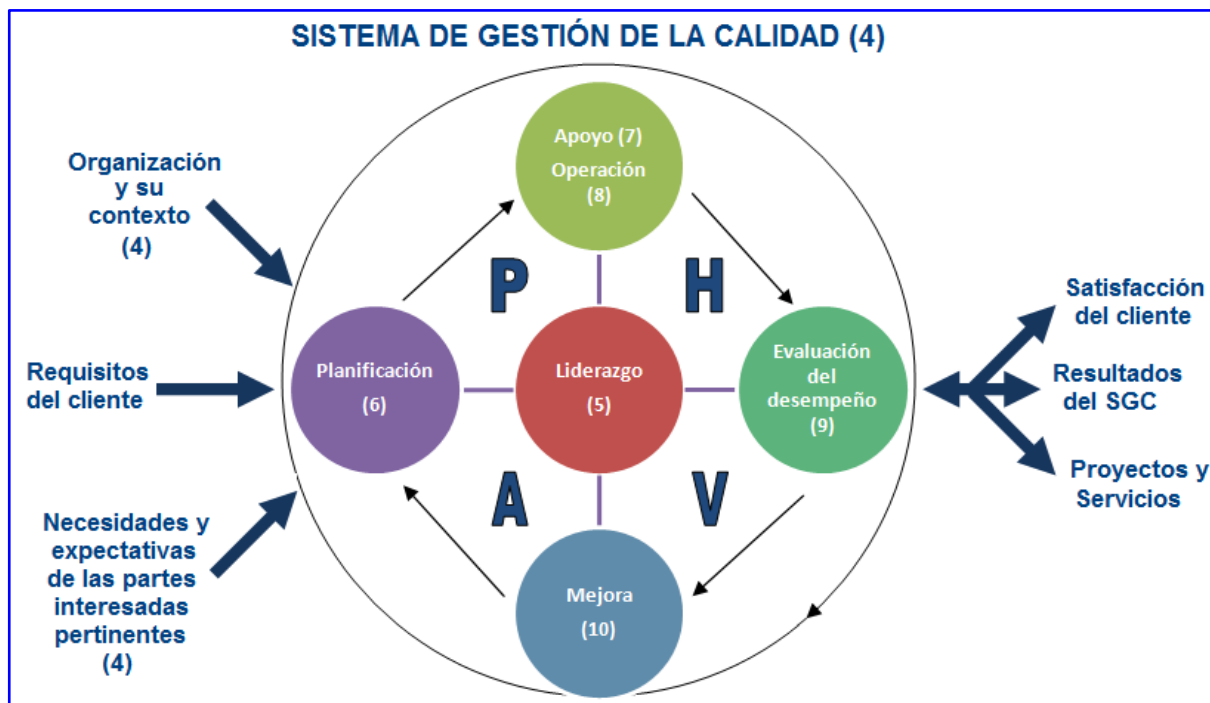 SISTEMA DE GESTIÓN DE LA CALIDAD (4)
Organización
y su
contexto
(4)
Requisitos
del cliente
Necesidades y
expectativas
de las partes
interesadas
pertinentes
(4)
Apoyo (7)
Operación
(8)
P
H
Planificación
(6)
Liderazgo
(5)
Evaluación
del
desempeño
(9)
A
V
Mejora
(10)
Satisfacción
del cliente
Resultados
del SGC
Proyectos y
Servicios